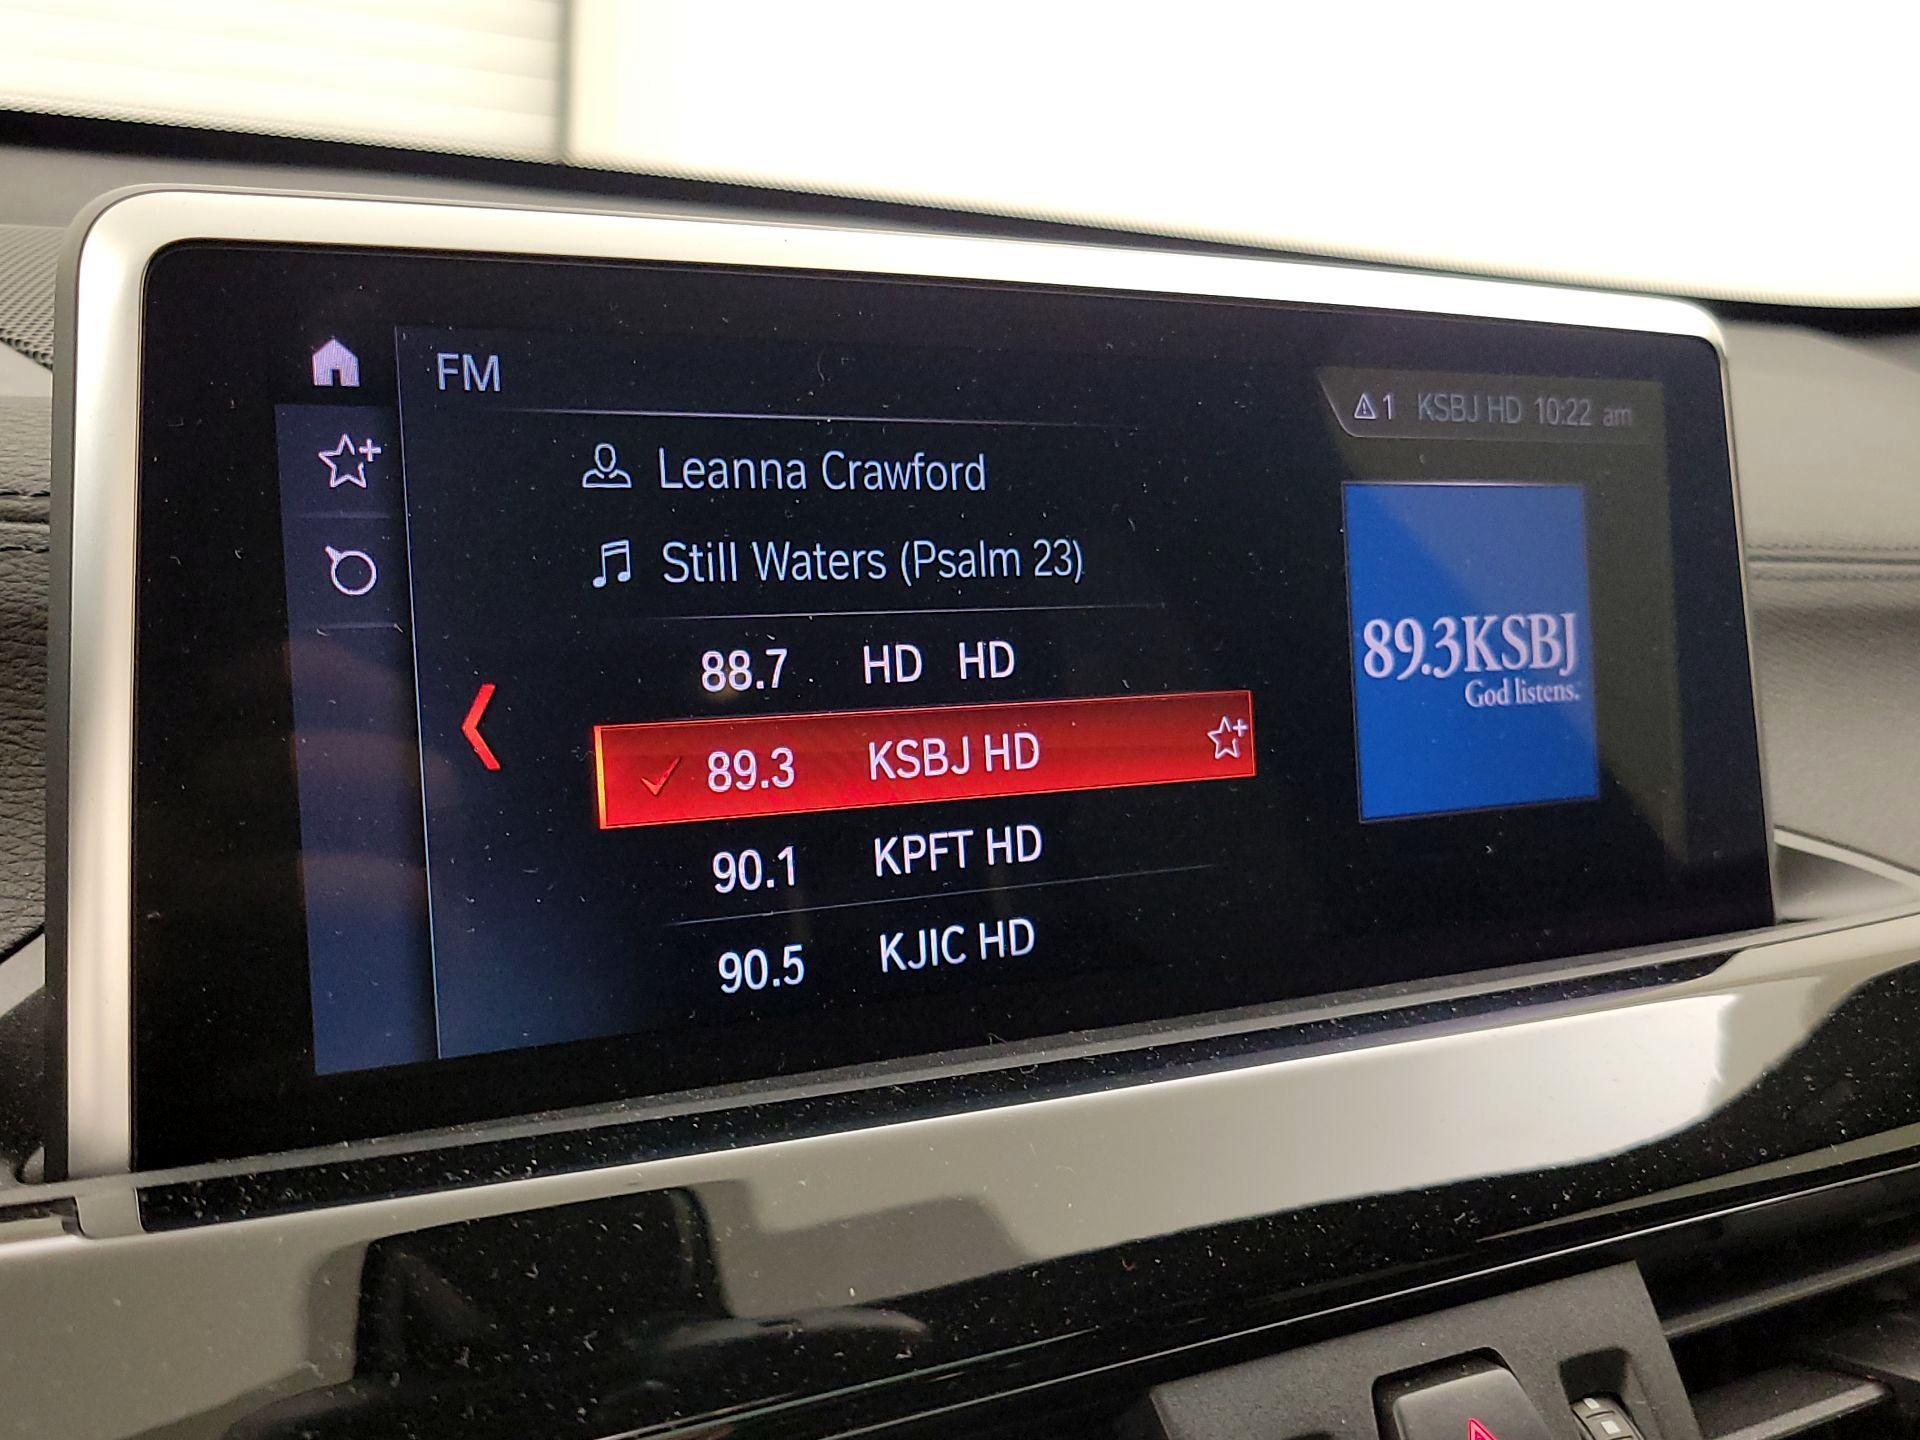 FM
1 KSBJ HD 10:22 am
Leanna Crawford
Still Waters (Psalm 23)
88.7 HD HD
89.3 KSBJ HD
90.1 KPFT HD
90.5 KJIC HD
89.3KSBJ
God listens.